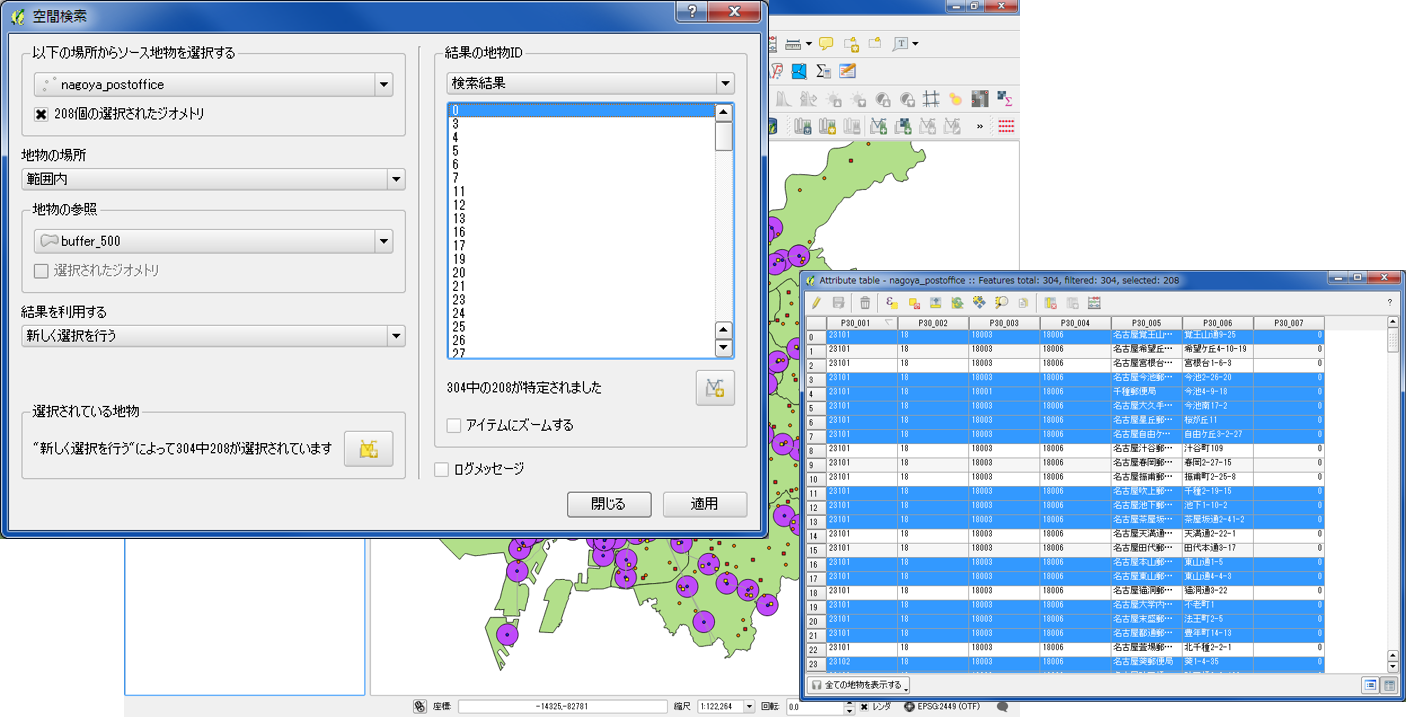 空間検索
以下の場所からソース地物を選択する
nagoya_postoffice
208個の選択されたジオメトリ
地物の場所
範囲内
地物の参照
buffer_500
選択されたジオメトリ
結果を利用する
新しく選択を行う
選択されている地物
"新しく選択を行う"によって304中208が選択されています
結果の地物ID
検索結果
0
3
4
5
6
7
11
12
13
16
17
19
20
21
23
24
25
26
27
304中の208が特定されました
アイテムにズームする
ログメッセージ
閉じる
適用
Attribute table - nagoya_postoffice :: Features total: 304, filtered: 304, selected: 208
?
P30_001 P30_002 P30_003 P30_004 P30_005 P30_006 P30_007
0 23101 18 18003 18006 名古屋覚王山… 覚王山通9-25 0
1 23101 18 18003 18006 名古屋希望丘… 希望ケ丘4-10-19 0
2 23101 18 18003 18006 名古屋宮根台… 宮根台1-6-3 0
3 23101 18 18003 18006 名古屋今池郵… 今池2-26-20 0
4 23101 18 18001 18006 千種郵便局 今池4-9-18 0
5 23101 18 18003 18006 名古屋大久手… 今池南17-2 0
6 23101 18 18003 18006 名古屋星丘郵… 桜が丘11 0
7 23101 18 18003 18006 名古屋自由ケ… 自由ケ丘3-2-27 0
8 23101 18 18003 18006 名古屋汁谷郵… 汁谷町109 0
9 23101 18 18003 18006 名古屋春岡郵… 春岡2-27-15 0
10 23101 18 18003 18006 名古屋振甫郵… 振甫町2-25-8 0
11 23101 18 18003 18006 名古屋吹上郵… 千種2-19-15 0
12 23101 18 18003 18006 名古屋池下郵… 池下1-10-2 0
13 23101 18 18003 18006 名古屋茶屋坂… 茶屋坂通2-41-2 0
14 23101 18 18003 18006 名古屋天満通… 天満通2-22-1 0
15 23101 18 18003 18006 名古屋田代郵… 田代本通3-17 0
16 23101 18 18003 18006 名古屋本山郵… 東山通1-5 0
17 23101 18 18003 18006 名古屋東山郵… 東山通4-4-3 0
18 23101 18 18003 18006 名古屋猫洞郵… 猫洞通3-22 0
19 23101 18 18003 18006 名古屋大学内… 不老町1 0
20 23101 18 18003 18006 名古屋末盛郵… 法王町2-5 0
21 23101 18 18003 18006 名古屋都通郵… 豊年町14-13 0
22 23101 18 18003 18006 名古屋萱場郵… 北千種2-2-1 0
23 23102 18 18003 18006 名古屋葵郵便局 葵1-4-35 0
全ての地物を表示する
座標: -14325,-82781 縮尺 1:122,264 回転: 0.0 レンダ EPSG:2449 (OTF)